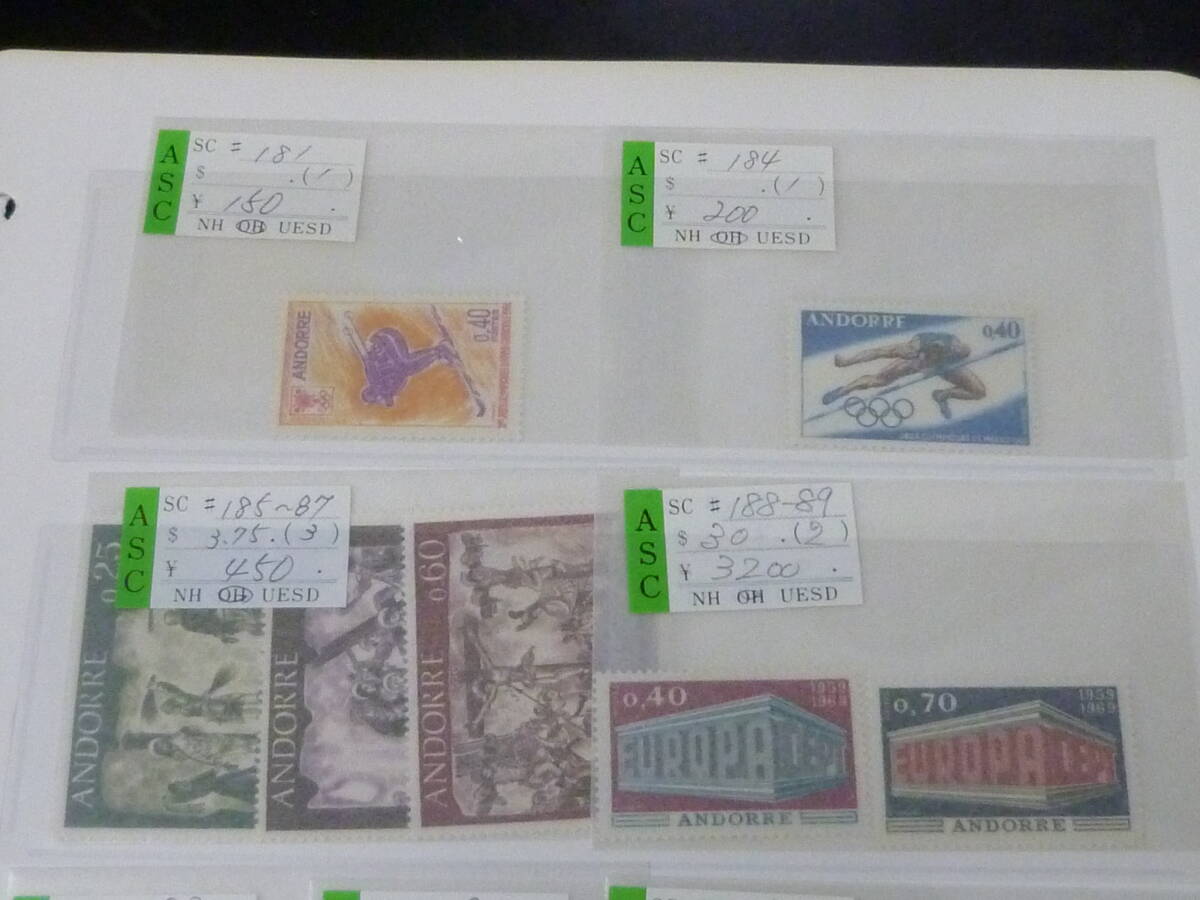 ASC
SC # 181
$ .(1)
¥ 150 .
NH OH UESD
ASC
SC # 184
$ .(1)
¥ 200 .
NH OH UESD
ANDORRE
0,40
ANDORRE
0,40
ASC
SC # 185~87
$ 3.75.(3)
¥ 450 .
NH OH UESD
ASC
SC # 188-89
$ 30 .(2)
¥ 3200 .
NH OH UESD
0,25
ANDORRE
ANDORRE
0,60
ANDORRE
0,40
1959
1969
EUROPA CEPT
ANDORRE
0,70
1959
1969
EUROPA CEPT
ANDORRE